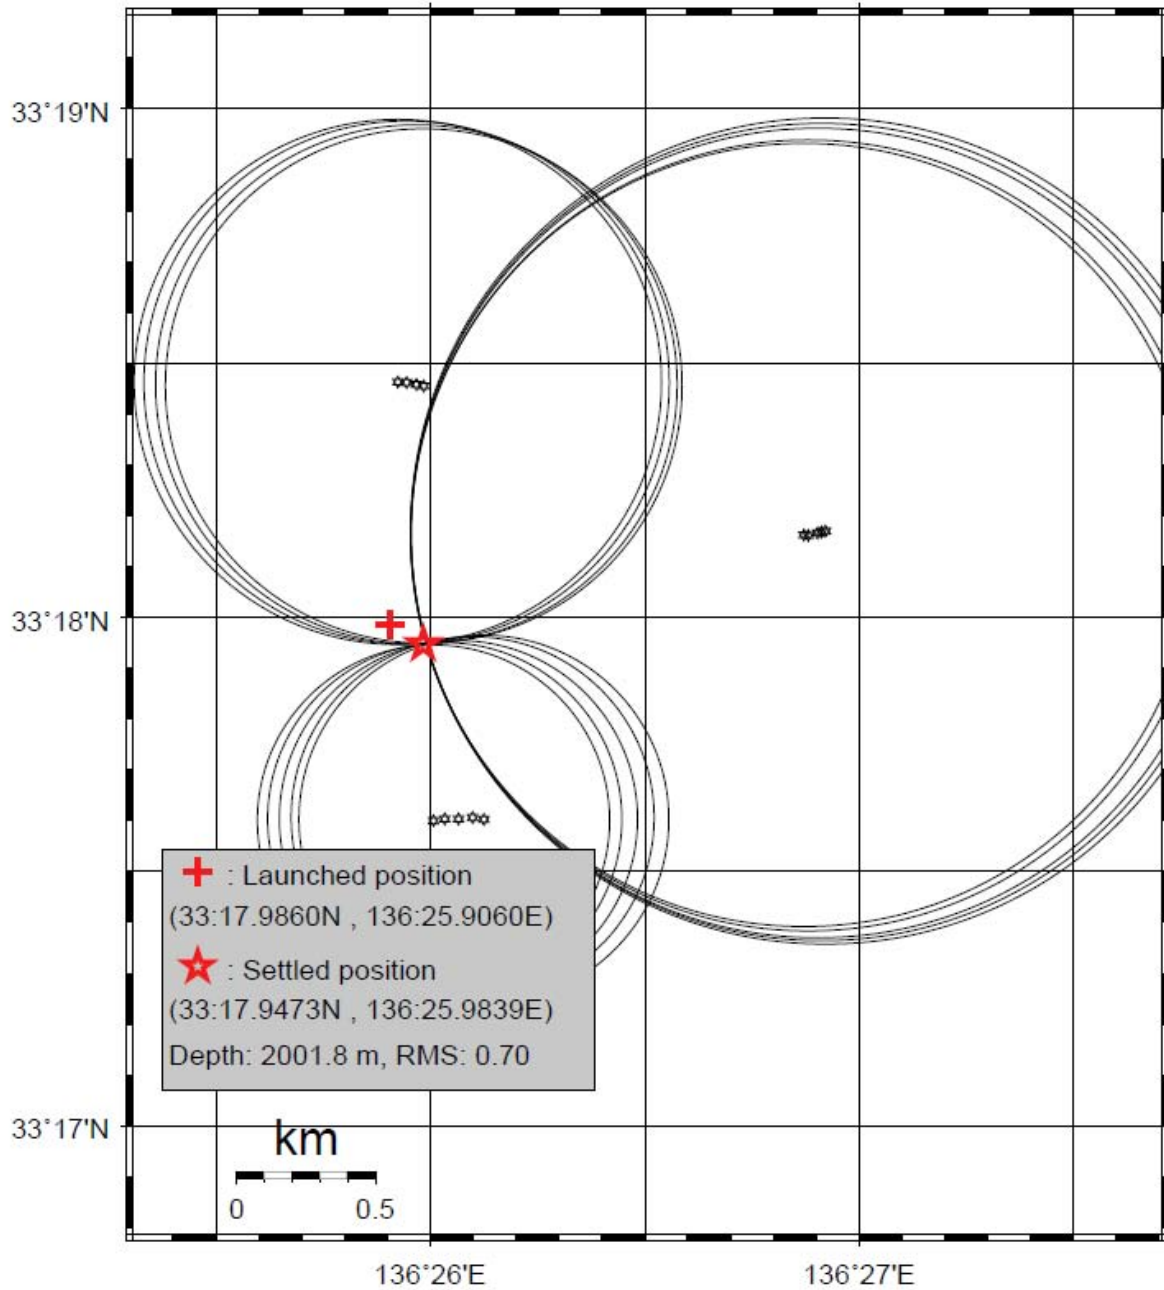 33°19'N
33°18'N
+ : Launched position
(33:17.9860N , 136:25.9060E)
☆ : Settled position
(33:17.9473N , 136:25.9839E)
Depth: 2001.8 m, RMS: 0.70
33°17'N
km
0 0.5
136°26'E 136°27'E